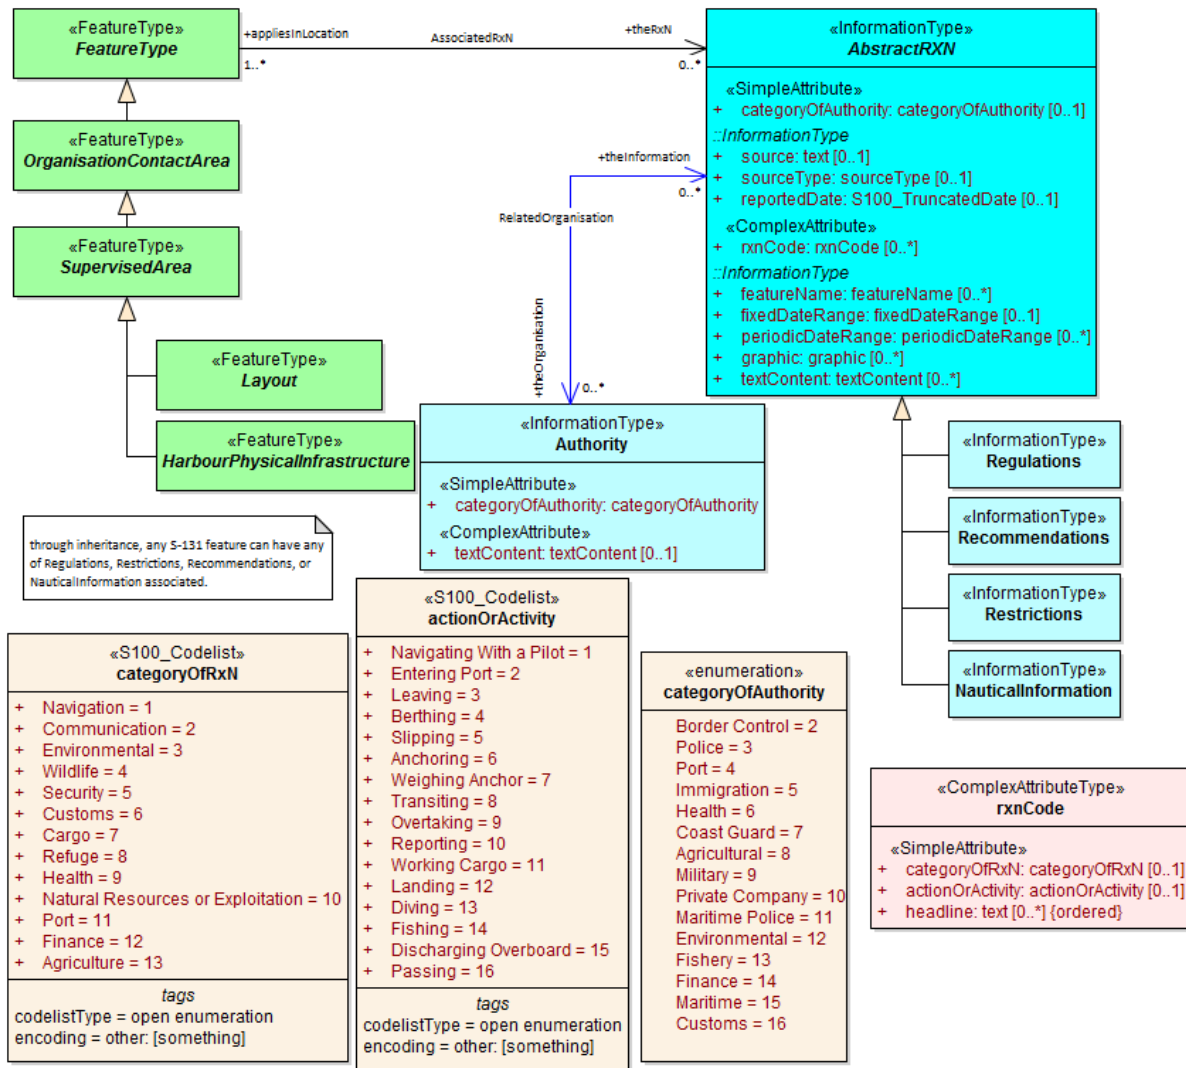 «FeatureType»
FeatureType
+appliesInLocation
1..*
AssociatedRxN
+theRxN
0..*
«InformationType»
AbstractRXN
«SimpleAttribute»
+ categoryOfAuthority: categoryOfAuthority [0..1]
::InformationType
+ source: text [0..1]
+ sourceType: sourceType [0..1]
+ reportedDate: S100_TruncatedDate [0..1]
«ComplexAttribute»
+ rxnCode: rxnCode [0..*]
::InformationType
+ featureName: featureName [0..*]
+ fixedDateRange: fixedDateRange [0..1]
+ periodicDateRange: periodicDateRange [0..*]
+ graphic: graphic [0..*]
+ textContent: textContent [0..*]
«FeatureType»
OrganisationContactArea
«FeatureType»
SupervisedArea
«FeatureType»
Layout
«FeatureType»
HarbourPhysicalInfrastructure
+theInformation
0..*
RelatedOrganisation
+theOrganisation
0..*
«InformationType»
Authority
«SimpleAttribute»
+ categoryOfAuthority: categoryOfAuthority
«ComplexAttribute»
+ textContent: textContent [0..1]
«InformationType»
Regulations
«InformationType»
Recommendations
«InformationType»
Restrictions
«InformationType»
NauticalInformation
through inheritance, any S-131 feature can have any
of Regulations, Restrictions, Recommendations, or
NauticalInformation associated.
«S100_Codelist»
categoryOfRxN
+ Navigation = 1
+ Communication = 2
+ Environmental = 3
+ Wildlife = 4
+ Security = 5
+ Customs = 6
+ Cargo = 7
+ Refuge = 8
+ Health = 9
+ Natural Resources or Exploitation = 10
+ Port = 11
+ Finance = 12
+ Agriculture = 13
tags
codelistType = open enumeration
encoding = other: [something]
«S100_Codelist»
actionOrActivity
+ Navigating With a Pilot = 1
+ Entering Port = 2
+ Leaving = 3
+ Berthing = 4
+ Slipping = 5
+ Anchoring = 6
+ Weighing Anchor = 7
+ Transiting = 8
+ Overtaking = 9
+ Reporting = 10
+ Working Cargo = 11
+ Landing = 12
+ Diving = 13
+ Fishing = 14
+ Discharging Overboard = 15
+ Passing = 16
tags
codelistType = open enumeration
encoding = other: [something]
«enumeration»
categoryOfAuthority
Border Control = 2
Police = 3
Port = 4
Immigration = 5
Health = 6
Coast Guard = 7
Agricultural = 8
Military = 9
Private Company = 10
Maritime Police = 11
Environmental = 12
Fishery = 13
Finance = 14
Maritime = 15
Customs = 16
«ComplexAttributeType»
rxnCode
«SimpleAttribute»
+ categoryOfRxN: categoryOfRxN [0..1]
+ actionOrActivity: actionOrActivity [0..1]
+ headline: text [0..*] {ordered}